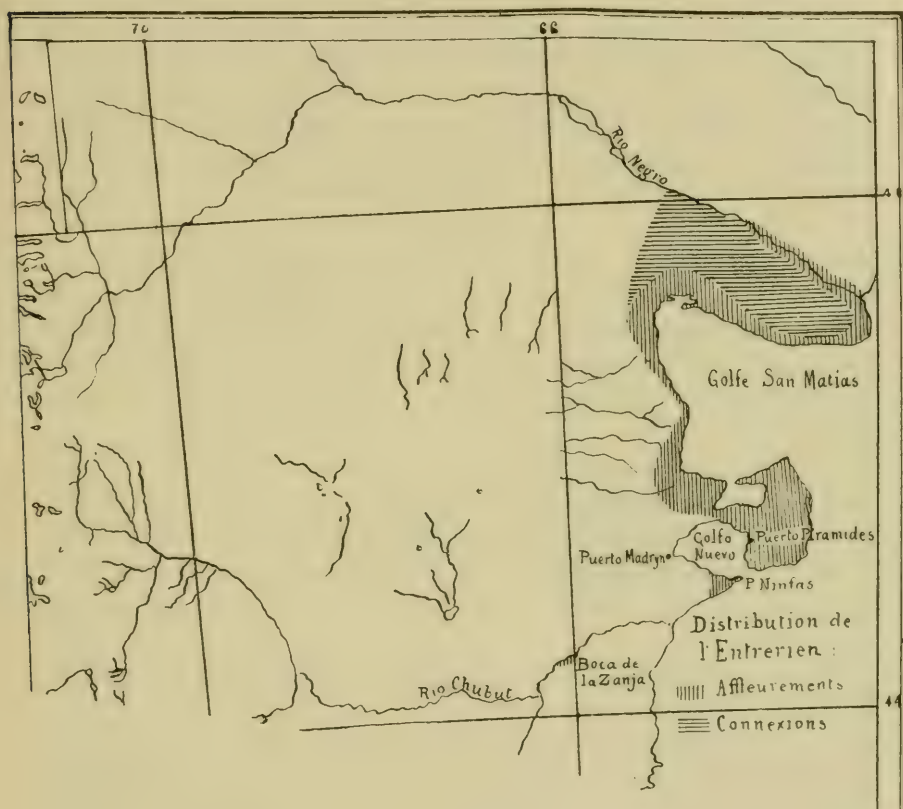 70
66
Rio Negro
Golfe San Matias
Golfo
Nuevo
Puerto Piramides
Puerto Madryn
P. Ninfas
Distribution de
l'Entrerien :
Boca de
la Zanja
Affleurements
Rio Chubut
44
Connexions